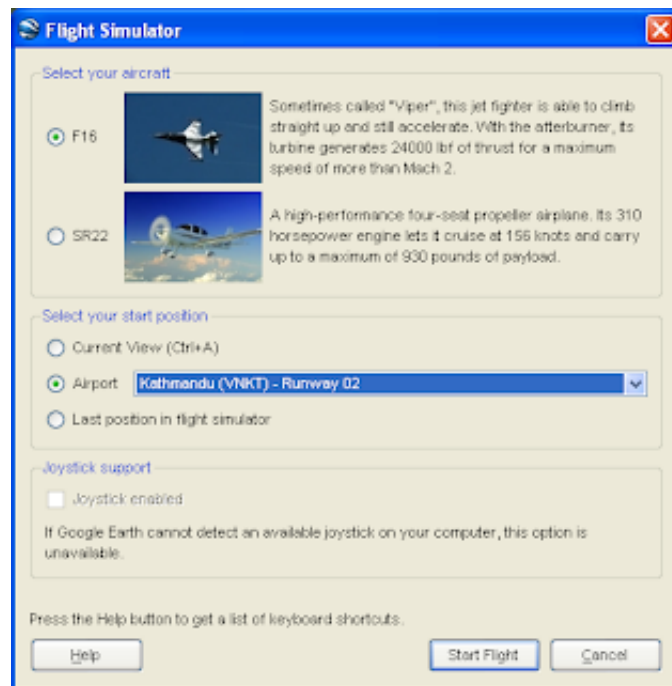 Flight Simulator
Select your aircraft
F16
Sometimes called "Viper", this jet fighter is able to climb
straight up and still accelerate. With the afterburner, its
turbine generates 24000 lbf of thrust for a maximum
speed of more than Mach 2.
SR22
A high-performance four-seat propeller airplane. Its 310
horsepower engine lets it cruise at 156 knots and carry
up to a maximum of 930 pounds of payload.
Select your start position
Current View (Ctrl+A)
Airport Kathmandu (VNKT) - Runway 02
Last position in flight simulator
Joystick support
Joystick enabled
If Google Earth cannot detect an available joystick on your computer, this option is
unavailable.
Press the Help button to get a list of keyboard shortcuts.
Help Start Flight Cancel